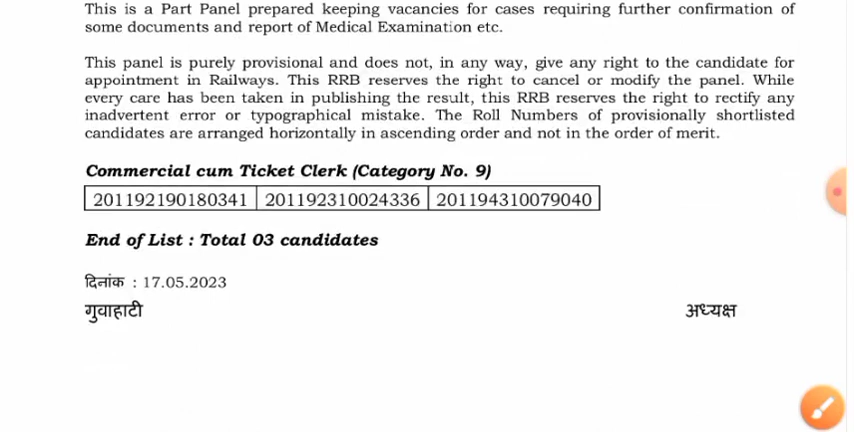 This is a Part Panel prepared keeping vacancies for cases requiring further confirmation of
some documents and report of Medical Examination etc.
This panel is purely provisional and does not, in any way, give any right to the candidate for
appointment in Railways. This RRB reserves the right to cancel or modify the panel. While
every care has been taken in publishing the result, this RRB reserves the right to rectify any
inadvertent error or typographical mistake. The Roll Numbers of provisionally shortlisted
candidates are arranged horizontally in ascending order and not in the order of merit.
Commercial cum Ticket Clerk (Category No. 9)
201192190180341 201192310024336 201194310079040
End of List : Total 03 candidates
दिनांक : 17.05.2023
गुवाहाटी अध्यक्ष